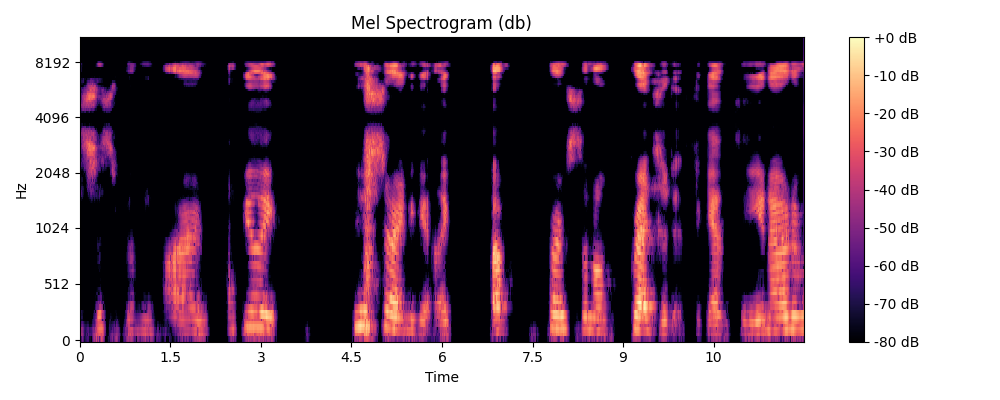 Mel Spectrogram (db)
Hz
8192
4096
2048
1024
512
0
0 1.5 3 4.5 6 7.5 9 10
Time
+0 dB
-10 dB
-20 dB
-30 dB
-40 dB
-50 dB
-60 dB
-70 dB
-80 dB